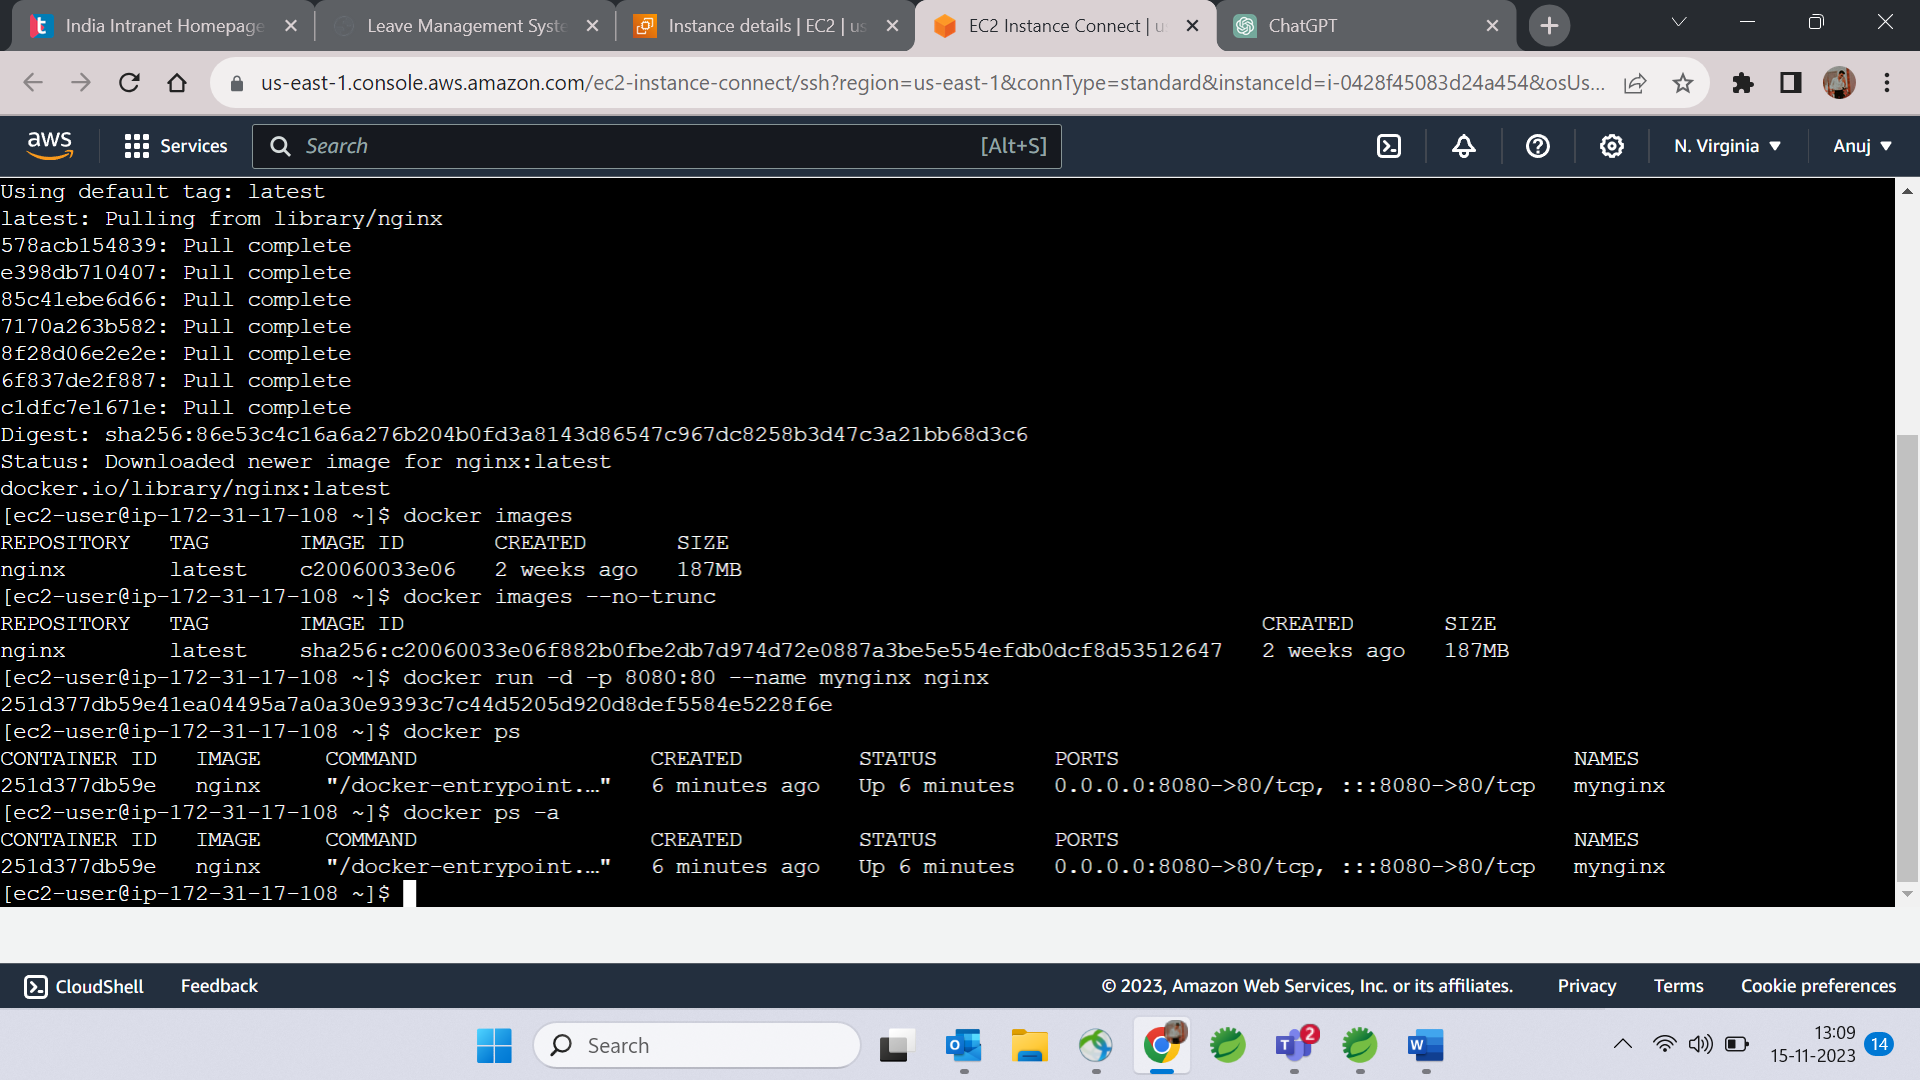 India Intranet Homepage
Leave Management Syste
Instance details | EC2 | us
EC2 Instance Connect | u
ChatGPT
us-east-1.console.aws.amazon.com/ec2-instance-connect/ssh?region=us-east-1&connType=standard&instanceId=i-0428f45083d24a454&osUs...
aws
Services
Search
[Alt+S]
N. Virginia
Anuj
Using default tag: latest
latest: Pulling from library/nginx
578acb154839: Pull complete
e398db710407: Pull complete
85c41ebe6d66: Pull complete
7170a263b582: Pull complete
8f28d06e2e2e: Pull complete
6f837de2f887: Pull complete
c1dfc7e1671e: Pull complete
Digest: sha256:86e53c4c16a6a276b204b0fd3a8143d86547c967dc8258b3d47c3a21bb68d3c6
Status: Downloaded newer image for nginx:latest
docker.io/library/nginx:latest
[ec2-user@ip-172-31-17-108 ~]$ docker images
REPOSITORY TAG IMAGE ID CREATED SIZE
nginx latest c20060033e06 2 weeks ago 187MB
[ec2-user@ip-172-31-17-108 ~]$ docker images --no-trunc
REPOSITORY TAG IMAGE ID CREATED SIZE
nginx latest sha256:c20060033e06f882b0fbe2db7d974d72e0887a3be5e554efdb0dcf8d53512647 2 weeks ago 187MB
[ec2-user@ip-172-31-17-108 ~]$ docker run -d -p 8080:80 --name mynginx nginx
251d377db59e41ea04495a7a0a30e9393c7c44d5205d920d8def5584e5228f6e
[ec2-user@ip-172-31-17-108 ~]$ docker ps
CONTAINER ID IMAGE COMMAND CREATED STATUS PORTS NAMES
251d377db59e nginx "/docker-entrypoint.…" 6 minutes ago Up 6 minutes 0.0.0.0:8080->80/tcp, :::8080->80/tcp mynginx
[ec2-user@ip-172-31-17-108 ~]$ docker ps -a
CONTAINER ID IMAGE COMMAND CREATED STATUS PORTS NAMES
251d377db59e nginx "/docker-entrypoint.…" 6 minutes ago Up 6 minutes 0.0.0.0:8080->80/tcp, :::8080->80/tcp mynginx
[ec2-user@ip-172-31-17-108 ~]$
CloudShell
Feedback
© 2023, Amazon Web Services, Inc. or its affiliates.
Privacy
Terms
Cookie preferences
Search
2
13:09
15-11-2023
14